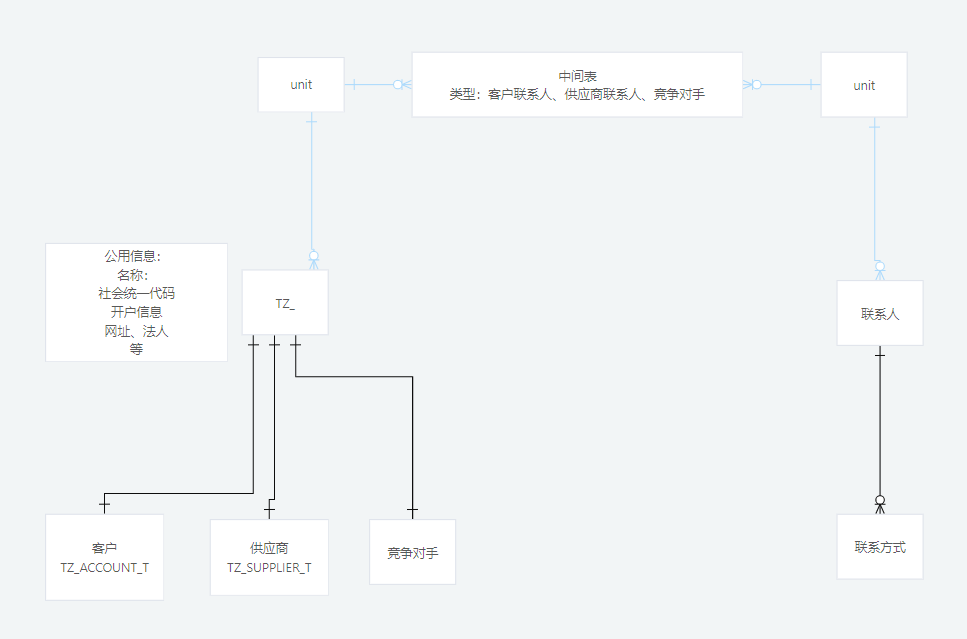 unit
中间表
类型：客户联系人、供应商联系人、竞争对手
unit
公用信息：
名称：
社会统一代码
开户信息
网址、法人
等
TZ_
联系人
客户
TZ_ACCOUNT_T
供应商
TZ_SUPPLIER_T
竞争对手
联系方式